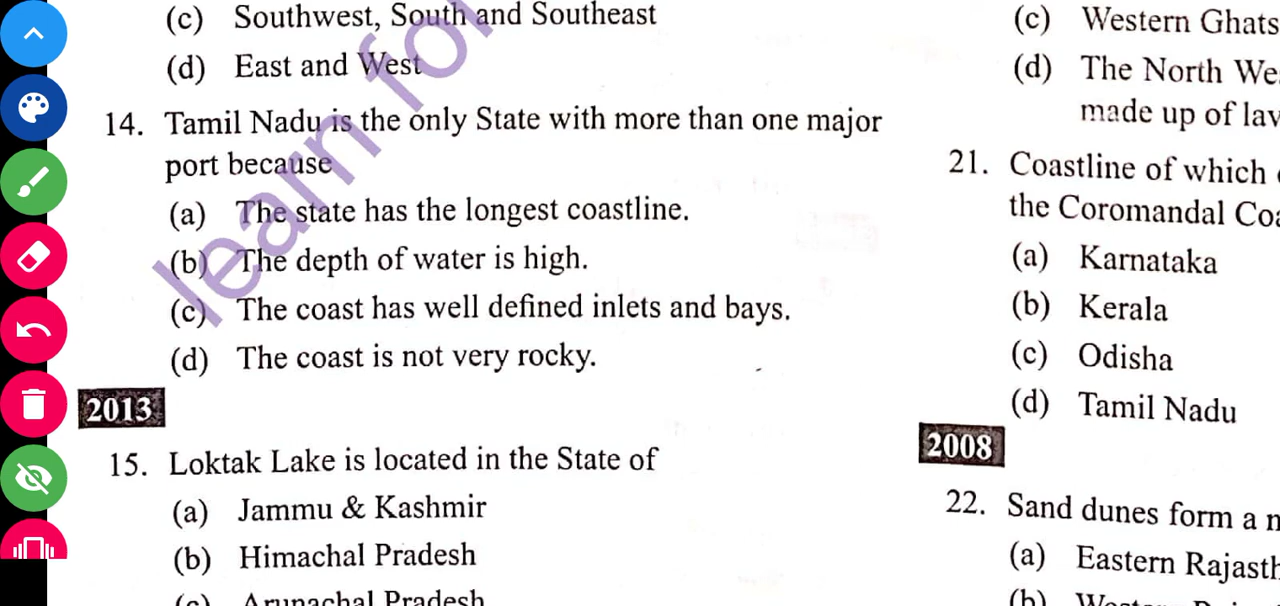 (c) Southwest, South and Southeast
(d) East and West
14. Tamil Nadu is the only State with more than one major
port because
(a) The state has the longest coastline.
(b) The depth of water is high.
(c) The coast has well defined inlets and bays.
(d) The coast is not very rocky.
2013
15. Loktak Lake is located in the State of
(a) Jammu & Kashmir
(b) Himachal Pradesh
(c) Arunachal Pradesh
learn for
(c) Western Ghats
(d) The North
made up of
21. Coastline of which
the Coromandal
(a) Karnataka
(b) Kerala
(c) Odisha
(d) Tamil Nadu
2008
22. Sand dunes form a
(a) Eastern
(b)